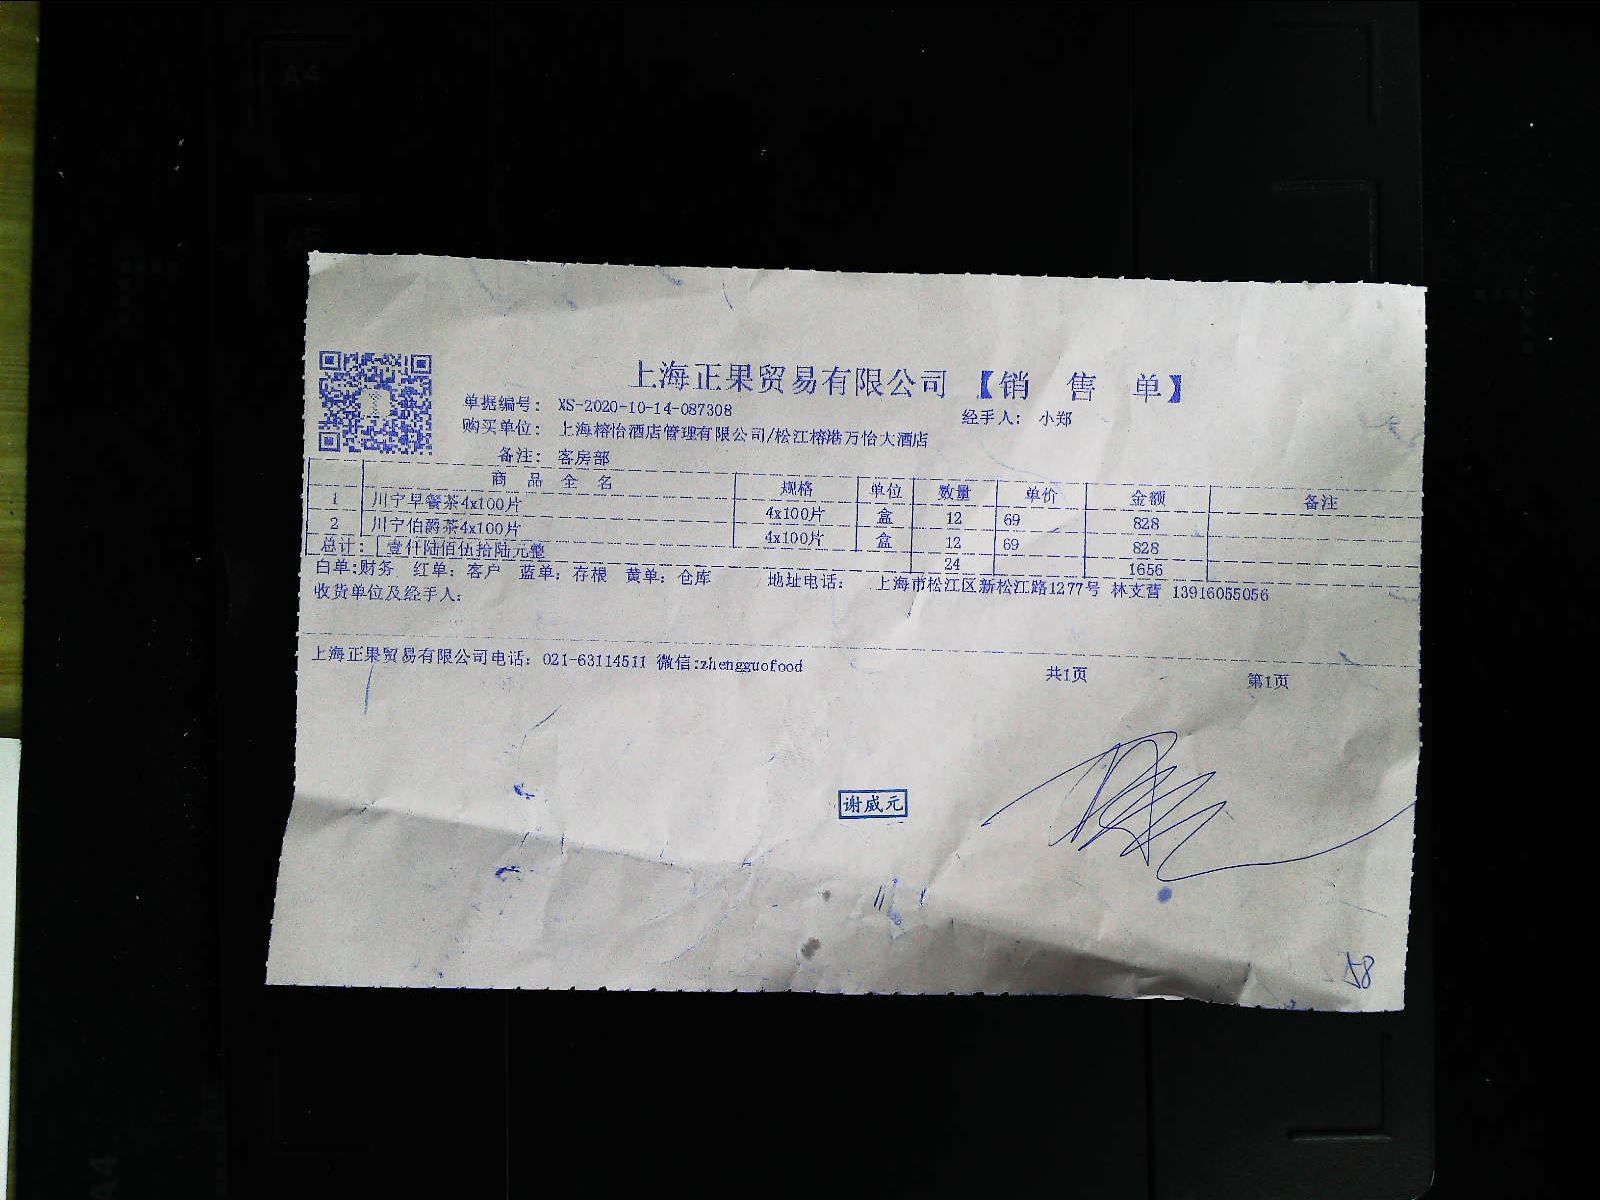 上海正果贸易有限公司 【销 售 单】
单据编号： XS-2020-10-14-087308 经手人： 小郑
购买单位： 上海榕怡酒店管理有限公司/松江榕港万怡大酒店
备注： 客房部
商 品 全 名 规格 单位 数量 单价 金额 备注
1 川宁早餐茶4x100片 4x100片 盒 12 69 828
2 川宁伯爵茶4x100片 4x100片 盒 12 69 828
总计： 壹仟陆佰伍拾陆元整 24 1656
白单:财务 红单：客户 蓝单：存根 黄单：仓库 地址电话： 上海市松江区新松江路1277号 林支营 13916055056
收货单位及经手人：
上海正果贸易有限公司电话：021-63114511 微信:zhengguofood 共1页 第1页
谢威元
58
A4
A5
A4